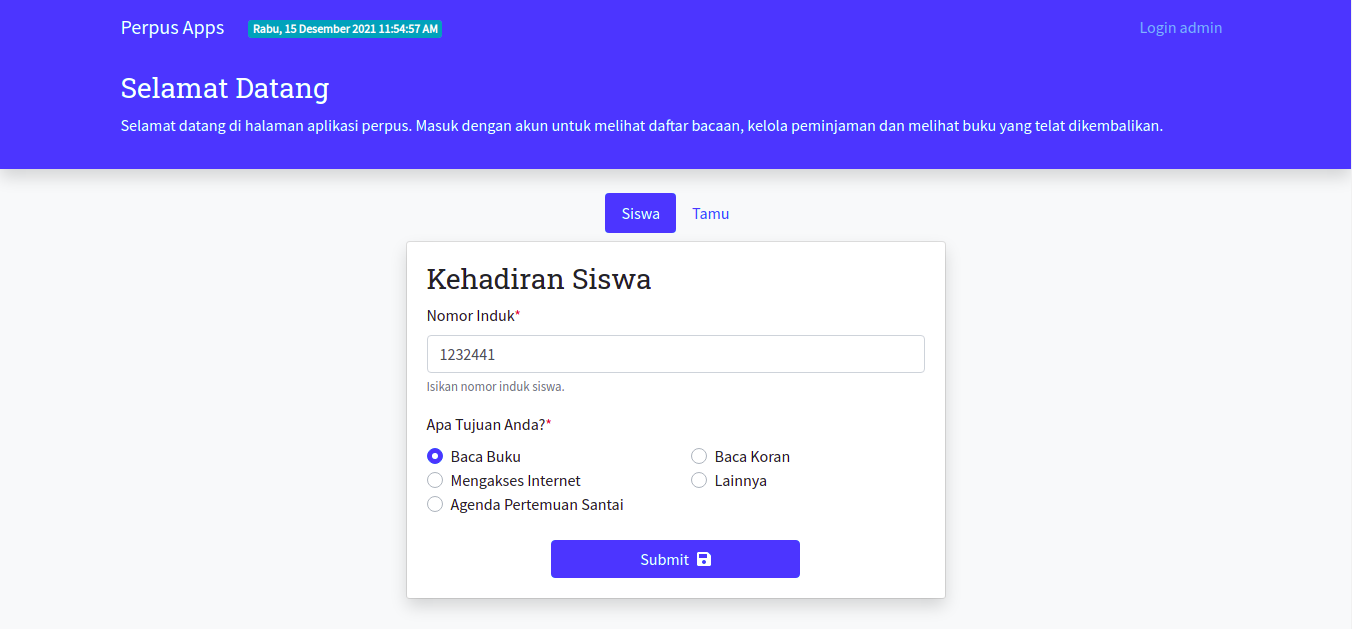 Perpus Apps Rabu, 15 Desember 2021 11:54:57 AM Login admin
Selamat Datang
Selamat datang di halaman aplikasi perpus. Masuk dengan akun untuk melihat daftar bacaan, kelola peminjaman dan melihat buku yang telat dikembalikan.
Siswa Tamu
Kehadiran Siswa
Nomor Induk*
1232441
Isikan nomor induk siswa.
Apa Tujuan Anda?*
Baca Buku Baca Koran
Mengakses Internet Lainnya
Agenda Pertemuan Santai
Submit